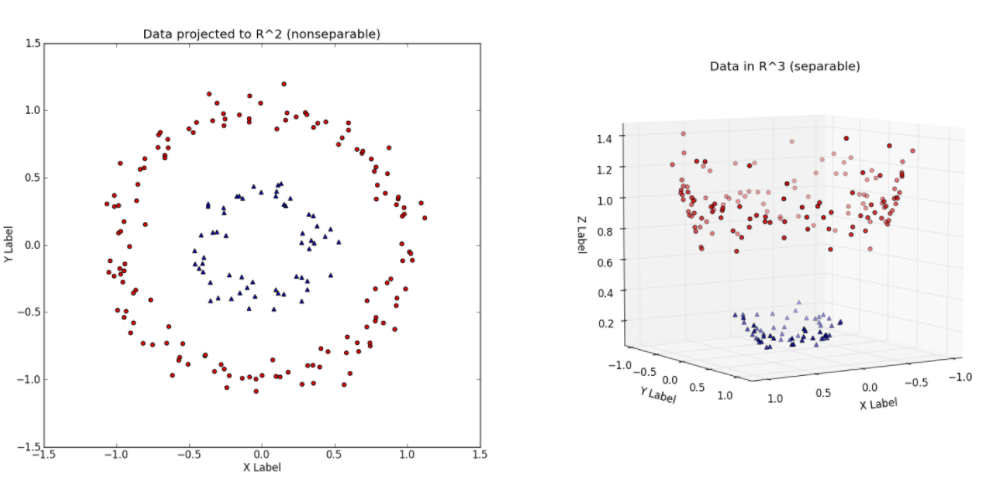 Data projected to R^2 (nonseparable)
1.5
1.0
0.5
0.0
−0.5
−1.0
−1.5
Y Label
−1.5 −1.0 −0.5 0.0 0.5 1.0 1.5
X Label
Data in R^3 (separable)
1.4
1.2
1.0
0.8
0.6
0.4
0.2
Z Label
−1.0 −0.5 0.0 0.5 1.0
Y Label
1.0 0.5 0.0 −0.5 −1.0
X Label